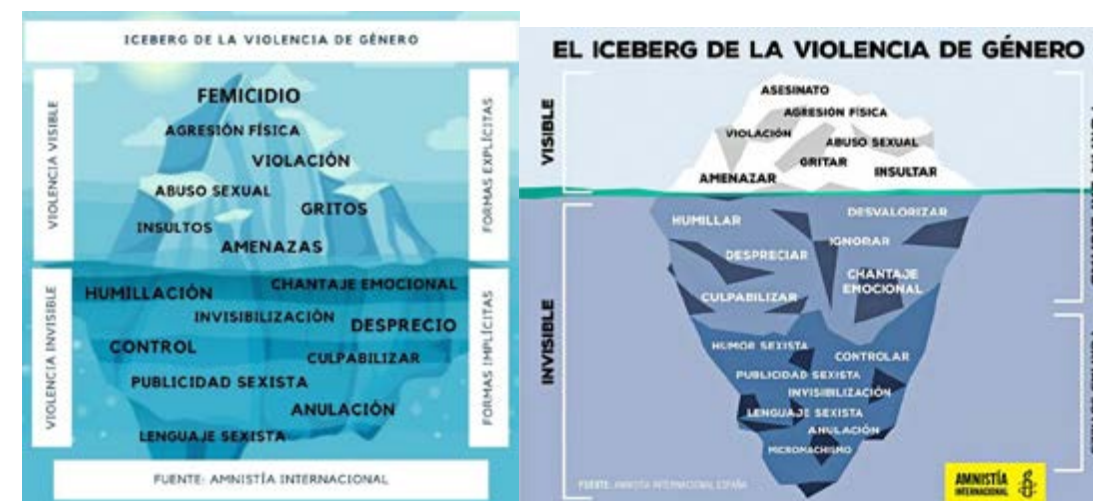 ICEBERG DE LA VIOLENCIA DE GÉNERO
VIOLENCIA VISIBLE
FORMAS EXPLÍCITAS
FEMICIDIO
AGRESIÓN FÍSICA
VIOLACIÓN
ABUSO SEXUAL
GRITOS
INSULTOS
AMENAZAS
VIOLENCIA INVISIBLE
FORMAS IMPLÍCITAS
CHANTAJE EMOCIONAL
HUMILLACIÓN
INVISIBILIZACIÓN
DESPRECIO
CONTROL
CULPABILIZAR
PUBLICIDAD SEXISTA
ANULACIÓN
LENGUAJE SEXISTA
FUENTE: AMNISTÍA INTERNACIONAL
EL ICEBERG DE LA VIOLENCIA DE GÉNERO
VISIBLE
ASESINATO
AGRESIÓN FÍSICA
VIOLACIÓN
ABUSO SEXUAL
GRITAR
INSULTAR
AMENAZAR
INVISIBLE
DESVALORIZAR
HUMILLAR
IGNORAR
DESPRECIAR
CHANTAJE
EMOCIONAL
CULPABILIZAR
HUMOR SEXISTA
CONTROLAR
PUBLICIDAD SEXISTA
INVISIBILIZACIÓN
LENGUAJE SEXISTA
ANULACIÓN
MICROMACHISMO
FUENTE: AMNISTÍA INTERNACIONAL ESPAÑA
AMNISTÍA
INTERNACIONAL